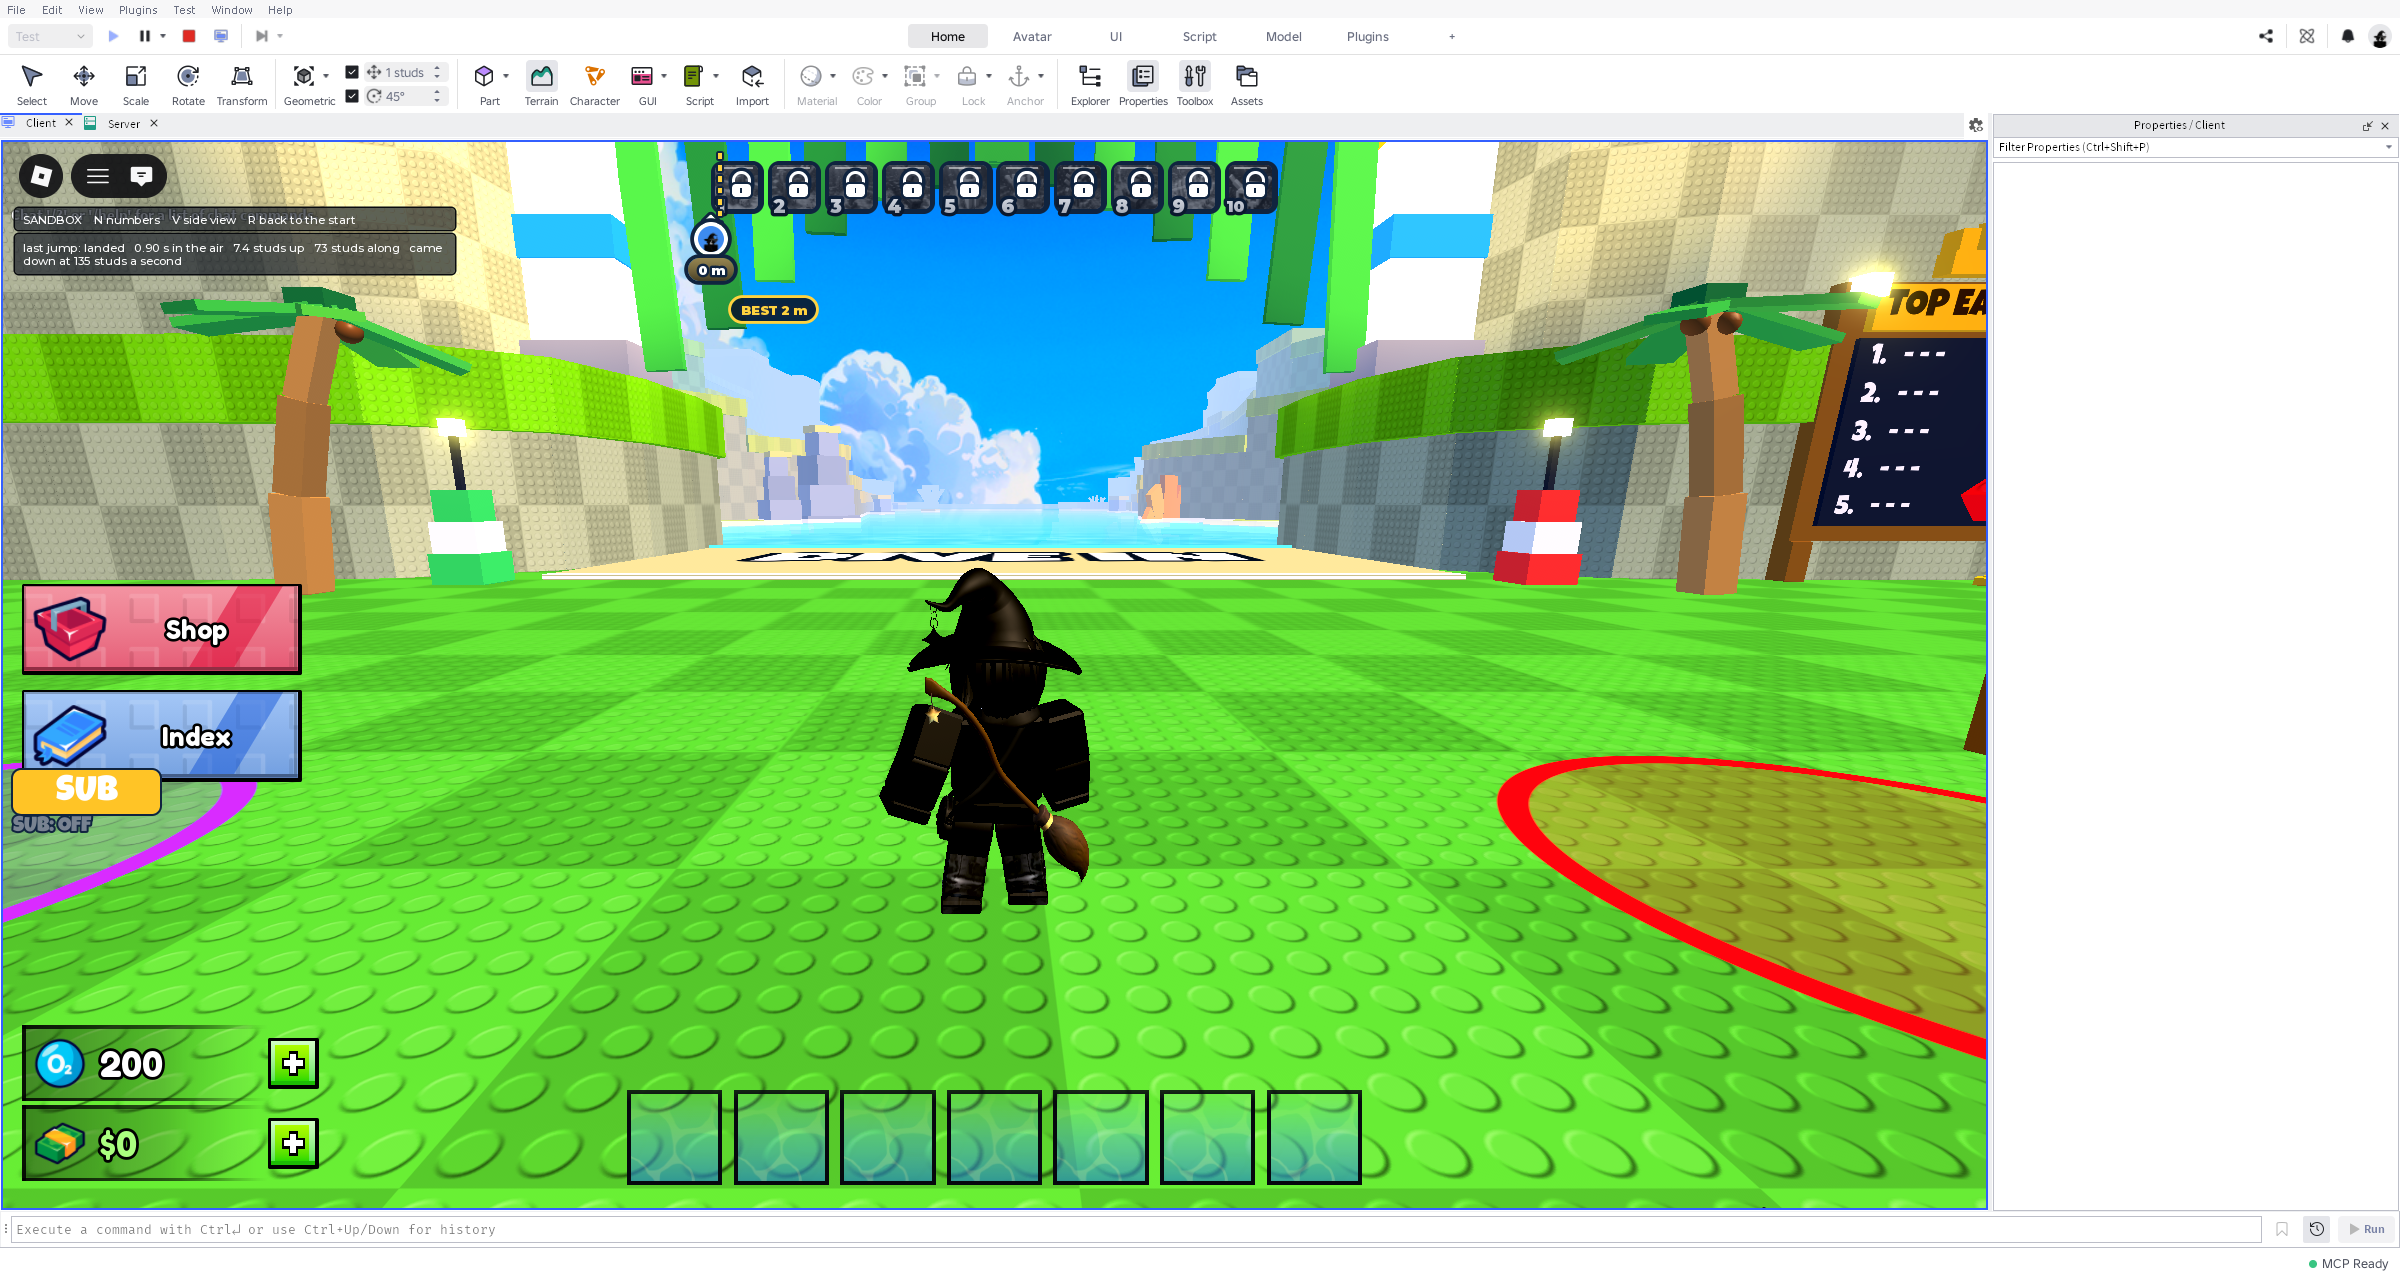 File Edit View Plugins Test Window Help
Test
Home Avatar UI Script Model Plugins +
1 studs
45°
Select Move Scale Rotate Transform Geometric Part Terrain Character GUI Script Import Material Color Group Lock Anchor Explorer Properties Toolbox Assets
Client Server
Properties / Client
Filter Properties (Ctrl+Shift+P)
2 3 4 5 6 7 8 9 10
SANDBOX N numbers V side view R back to the start
last jump: landed 0.90 s in the air 7.4 studs up 73 studs along came
down at 135 studs a second
0 m
BEST 2 m
TOP EA
1. ---
2. ---
3. ---
4. ---
5. ---
Shop
Index
SUB
SUB: OFF
O2 200
$0
Execute a command with Ctrl↵ or use Ctrl+Up/Down for history
Run
MCP Ready